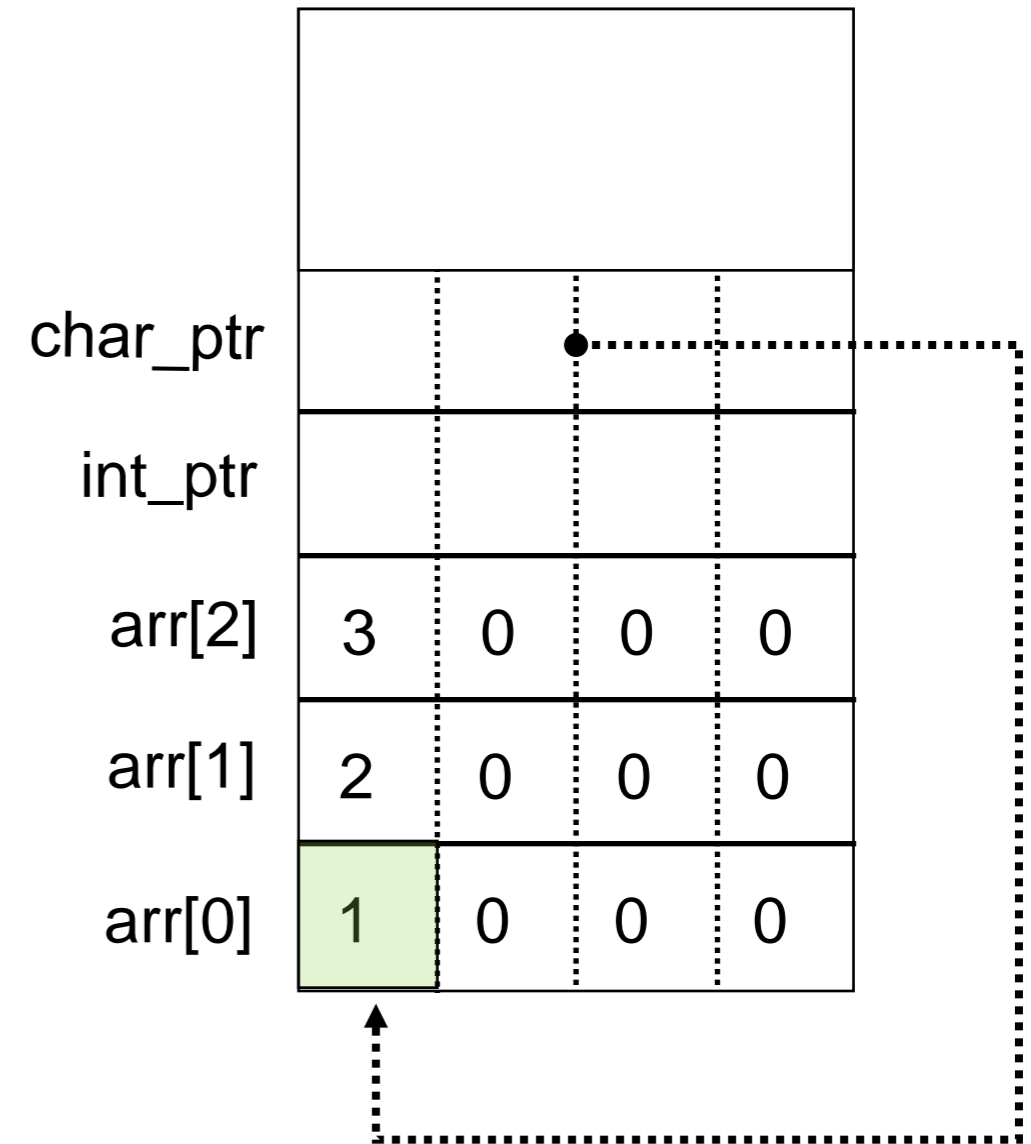 char_ptr
int_ptr
arr[2] 3 0 0 0
arr[1] 2 0 0 0
arr[0] 1 0 0 0